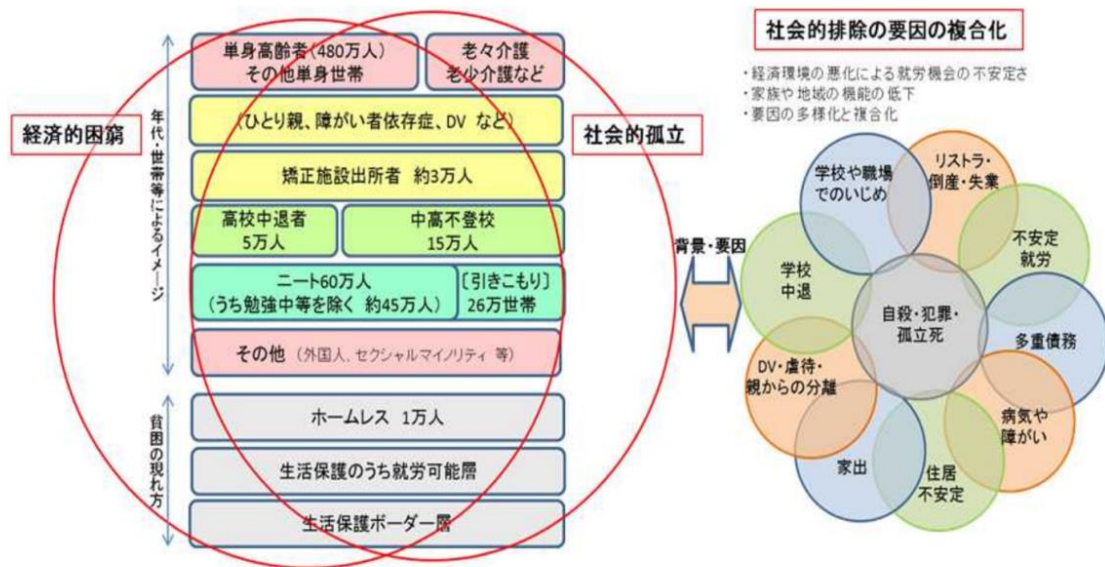 経済的困窮
社会的孤立
年代・世帯等によるイメージ
単身高齢者(480万人)
その他単身世帯
老々介護
老少介護など
(ひとり親、障がい者依存症、DV など)
矯正施設出所者 約3万人
高校中退者
5万人
中高不登校
15万人
ニート60万人
(うち勉強中等を除く 約45万人)
〔引きこもり〕
26万世帯
その他 (外国人、セクシャルマイノリティ 等)
貧困の現れ方
ホームレス 1万人
生活保護のうち就労可能層
生活保護ボーダー層
背景・要因
社会的排除の要因の複合化
・経済環境の悪化による就労機会の不安定さ
・家族や地域の機能の低下
・要因の多様化と複合化
学校や職場
でのいじめ
リストラ・
倒産・失業
不安定
就労
多重債務
病気や
障がい
住居
不安定
家出
DV・虐待・
親からの分離
学校
中退
自殺・犯罪・
孤立死